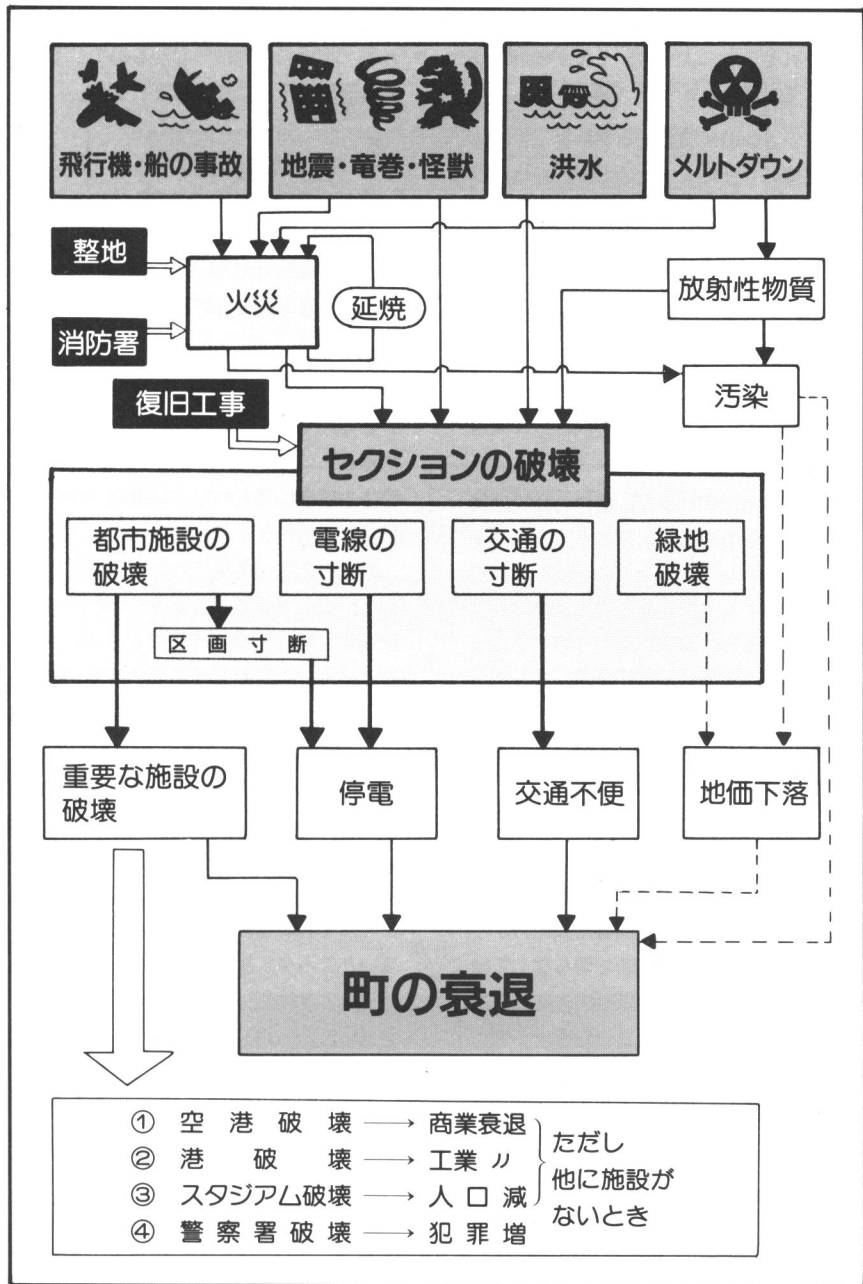 飛行機・船の事故
地震・竜巻・怪獣
洪水
メルトダウン
整地
火災
延焼
放射性物質
消防署
汚染
復旧工事
セクションの破壊
都市施設の
破壊
電線の
寸断
交通の
寸断
緑地
破壊
区画寸断
重要な施設の
破壊
停電
交通不便
地価下落
町の衰退
① 空港破壊 → 商業衰退
② 港破壊 → 工業 〃
③ スタジアム破壊 → 人口減
④ 警察署破壊 → 犯罪増
ただし
他に施設が
ないとき